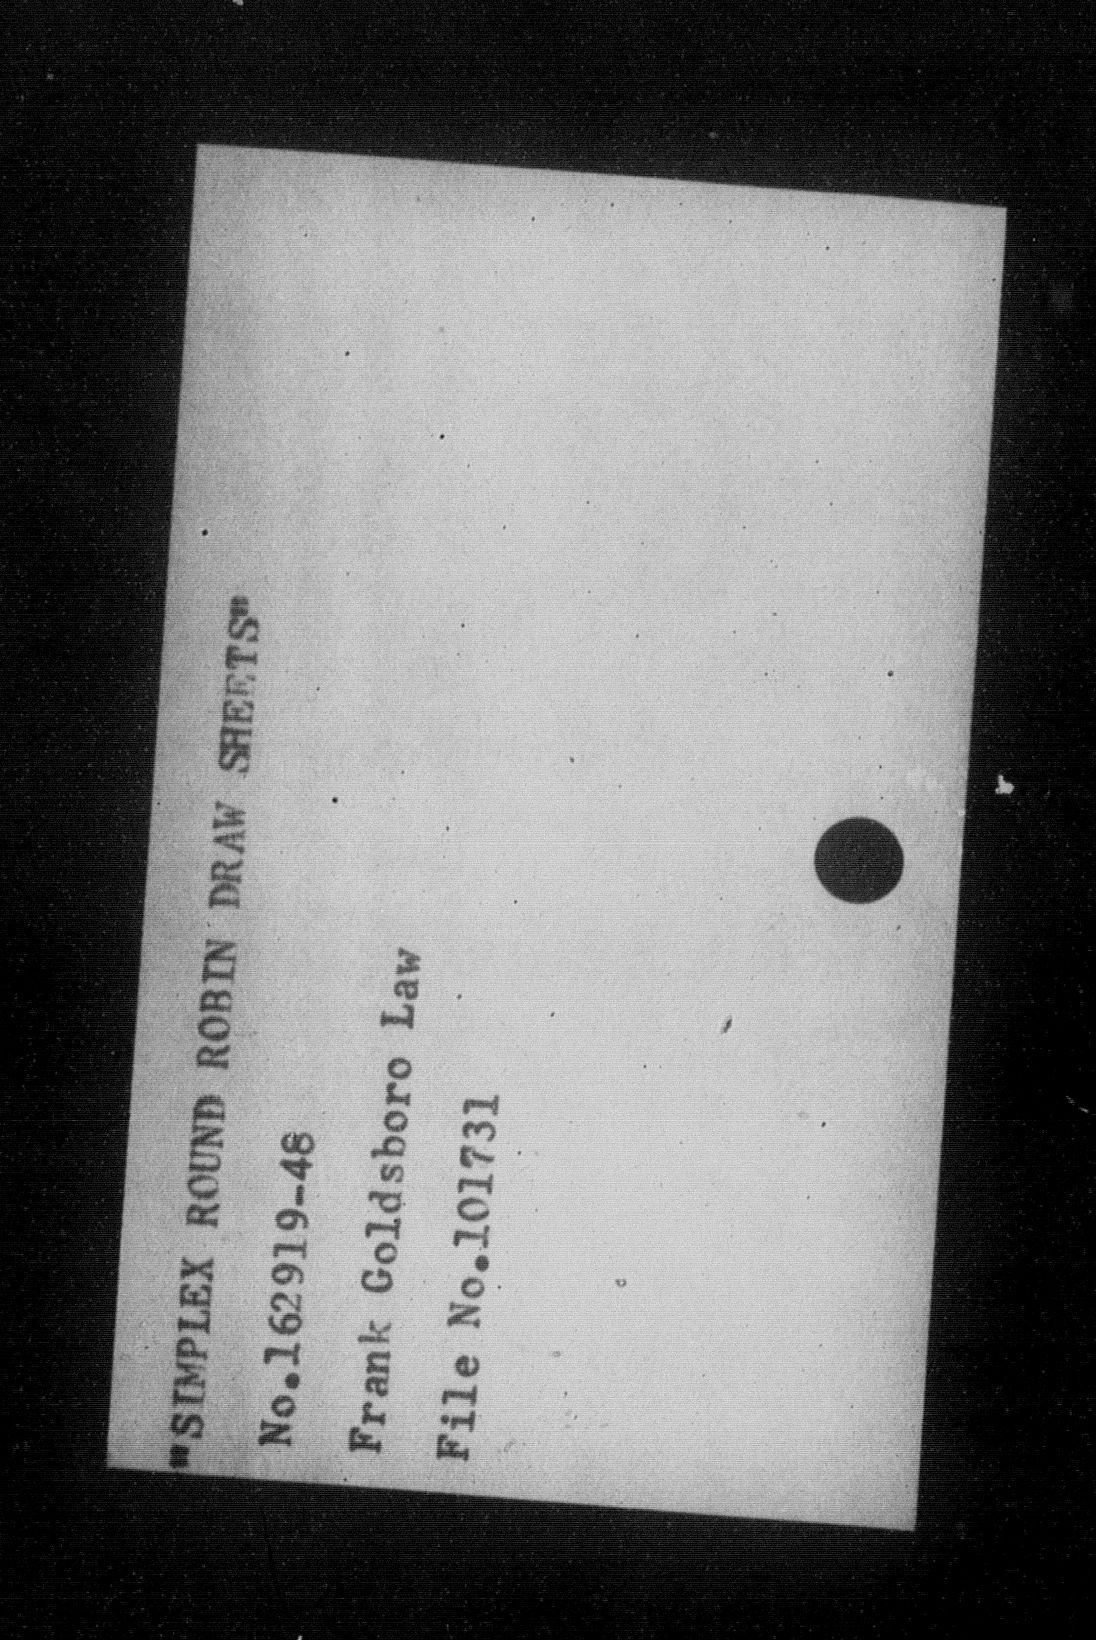 "SIMPLEX ROUND ROBIN DRAW SHEETS"
No.162919-48
Frank Goldsboro Law
File No.101731